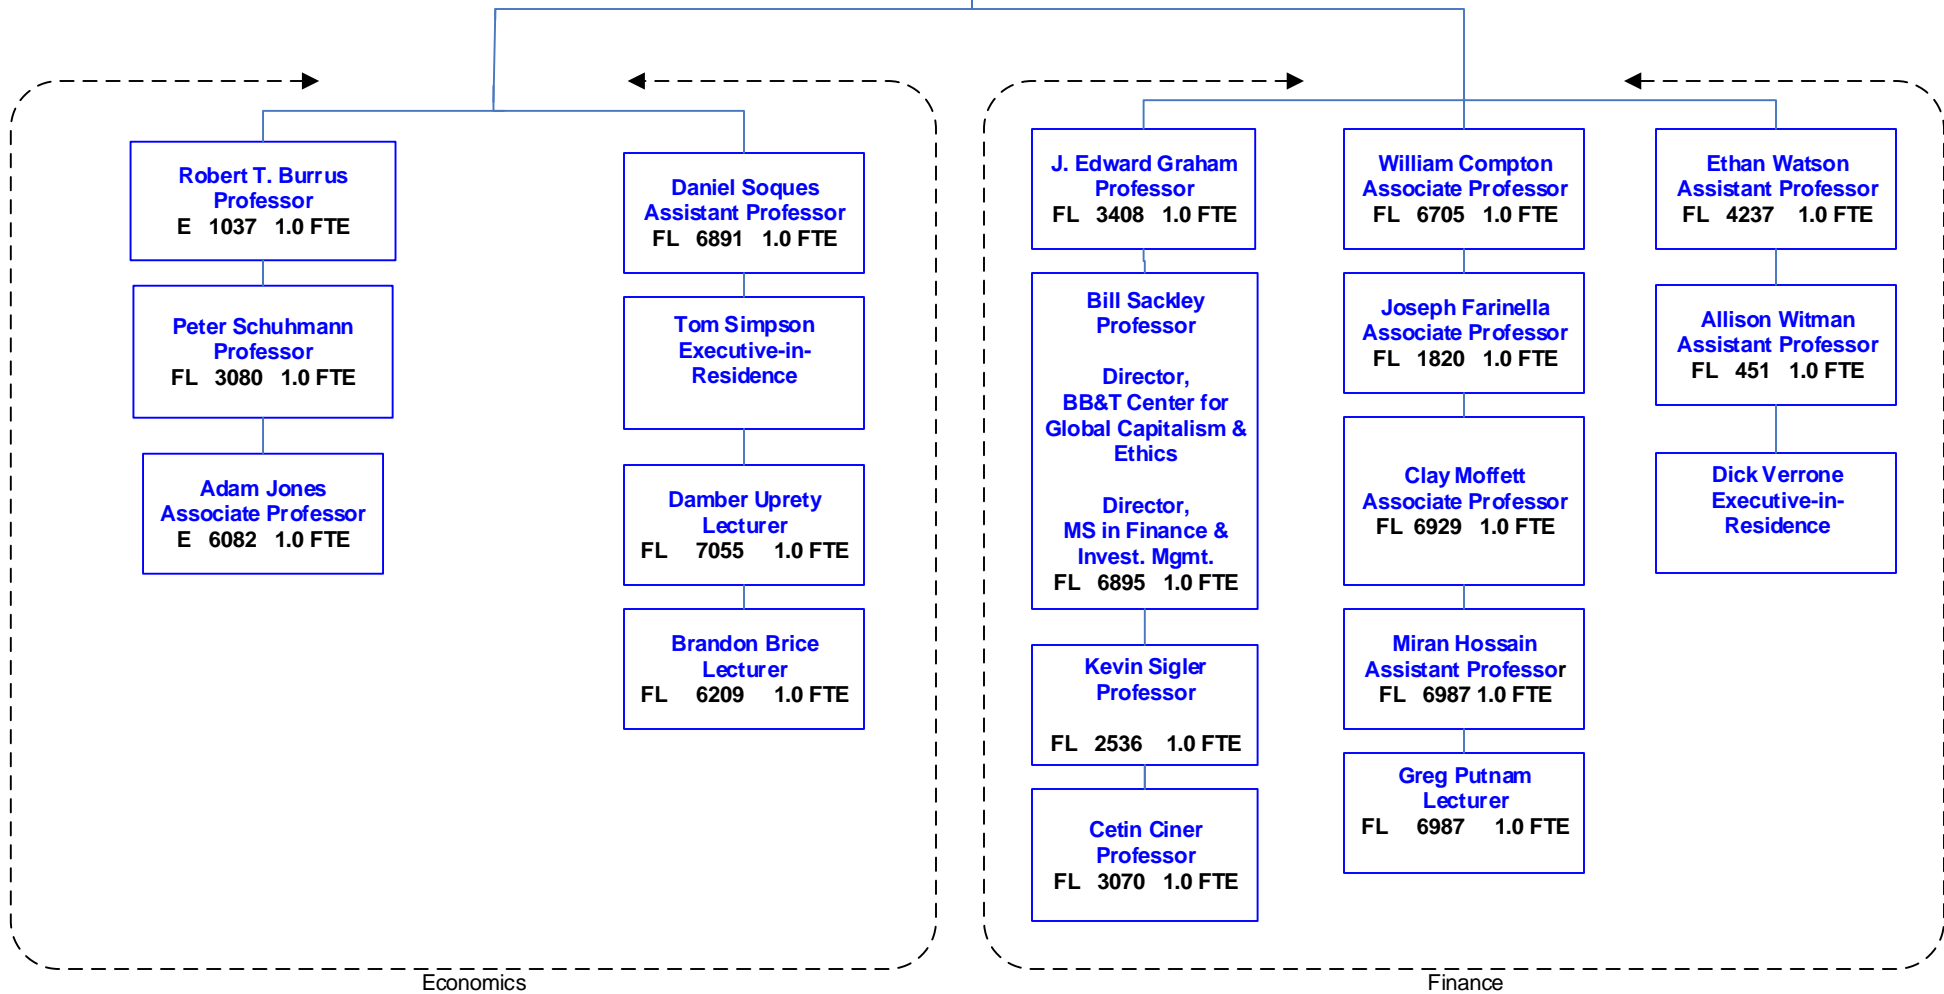 Robert T. Burrus
Professor
E 1037 1.0 FTE
Peter Schuhmann
Professor
FL 3080 1.0 FTE
Adam Jones
Associate Professor
E 6082 1.0 FTE
Daniel Soques
Assistant Professor
FL 6891 1.0 FTE
Tom Simpson
Executive-in-
Residence
Damber Uprety
Lecturer
FL 7055 1.0 FTE
Brandon Brice
Lecturer
FL 6209 1.0 FTE
Economics
J. Edward Graham
Professor
FL 3408 1.0 FTE
Bill Sackley
Professor
Director,
BB&T Center for
Global Capitalism &
Ethics
Director,
MS in Finance &
Invest. Mgmt.
FL 6895 1.0 FTE
Kevin Sigler
Professor
FL 2536 1.0 FTE
Cetin Ciner
Professor
FL 3070 1.0 FTE
William Compton
Associate Professor
FL 6705 1.0 FTE
Joseph Farinella
Associate Professor
FL 1820 1.0 FTE
Clay Moffett
Associate Professor
FL 6929 1.0 FTE
Miran Hossain
Assistant Professor
FL 6987 1.0 FTE
Greg Putnam
Lecturer
FL 6987 1.0 FTE
Ethan Watson
Assistant Professor
FL 4237 1.0 FTE
Allison Witman
Assistant Professor
FL 451 1.0 FTE
Dick Verrone
Executive-in-
Residence
Finance